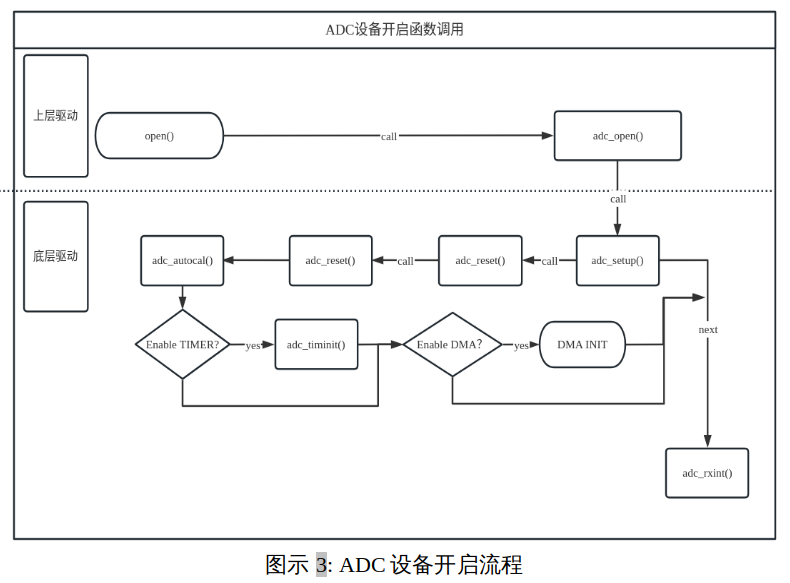 ADC设备开启函数调用
上层驱动
open()
call
adc_open()
call
底层驱动
adc_autocal()
adc_reset()
call
adc_reset()
call
adc_setup()
Enable TIMER?
yes
adc_timinit()
Enable DMA?
yes
DMA INIT
next
adc_rxint()
图示 3: ADC 设备开启流程